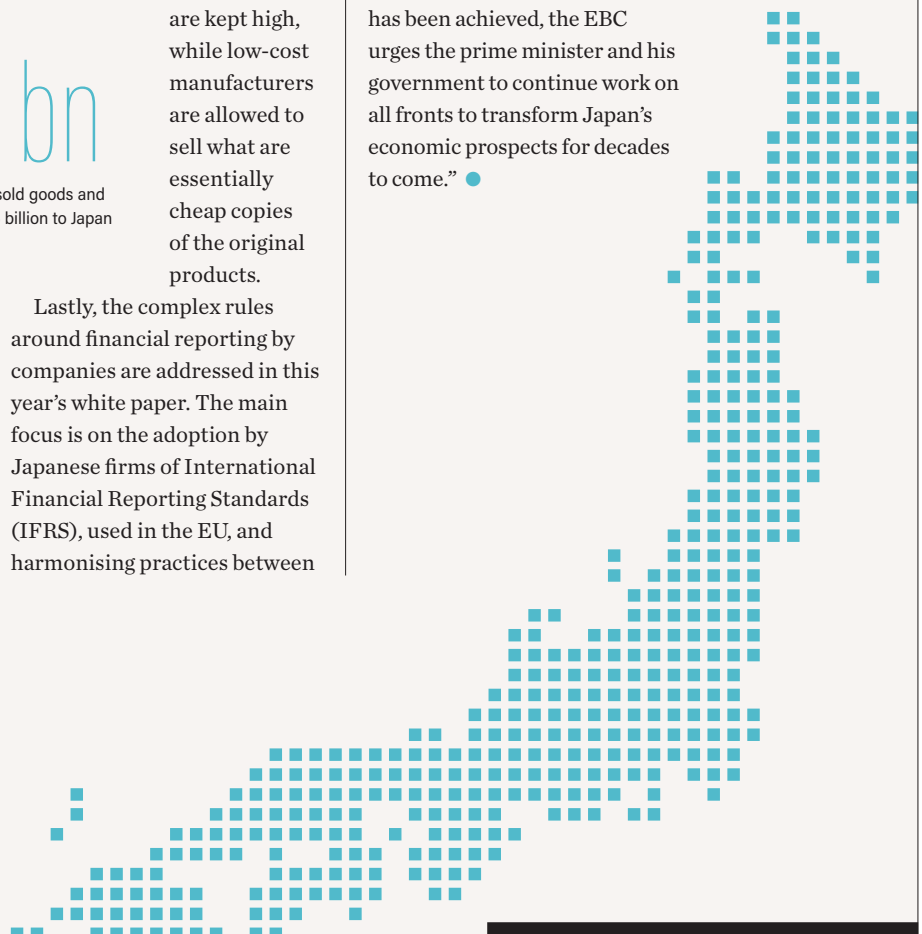 bn
sold goods and
billion to Japan
are kept high,
while low-cost
manufacturers
are allowed to
sell what are
essentially
cheap copies
of the original
products.
Lastly, the complex rules
around financial reporting by
companies are addressed in this
year’s white paper. The main
focus is on the adoption by
Japanese firms of International
Financial Reporting Standards
(IFRS), used in the EU, and
harmonising practices between
has been achieved, the EBC
urges the prime minister and his
government to continue work on
all fronts to transform Japan’s
economic prospects for decades
to come.”